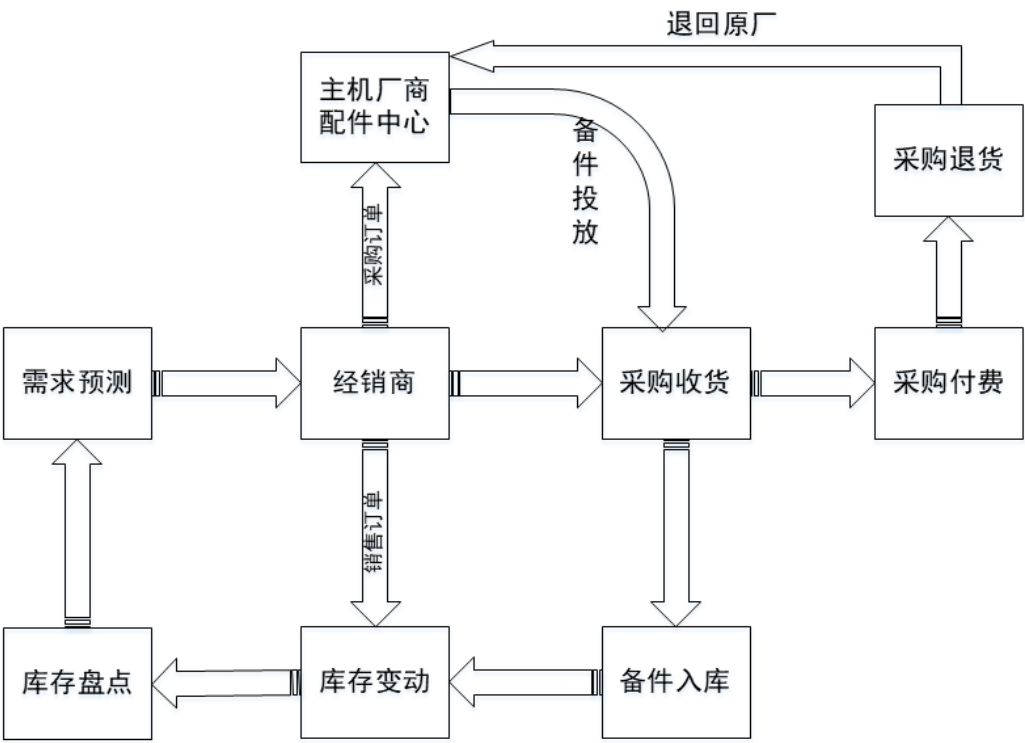 退回原厂
主机厂商
配件中心
备件投放
采购退货
采购订单
需求预测
经销商
采购收货
采购付费
销售订单
库存盘点
库存变动
备件入库